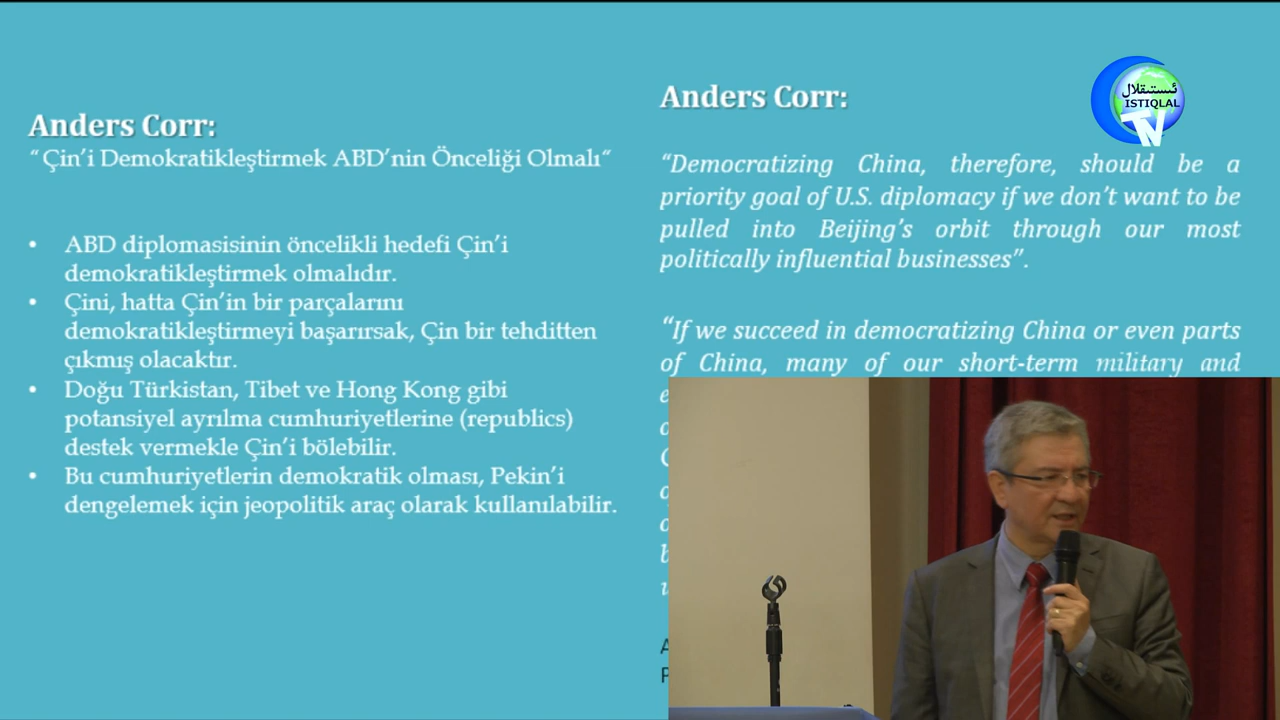 Anders Corr:
“Çin’i Demokratikleştirmek ABD’nin Önceliği Olmalı“
• ABD diplomasisinin öncelikli hedefi Çin’i
demokratikleştirmek olmalıdır.
• Çini, hatta Çin’in bir parçalarını
demokratikleştirmeyi başarırsak, Çin bir tehditten
çıkmış olacaktır.
• Doğu Türkistan, Tibet ve Hong Kong gibi
potansiyel ayrılma cumhuriyetlerine (republics)
destek vermekle Çin’i bölebilir.
• Bu cumhuriyetlerin demokratik olması, Pekin’i
dengelemek için jeopolitik araç olarak kullanılabilir.
Anders Corr:
“Democratizing China, therefore, should be a
priority goal of U.S. diplomacy if we don’t want to be
pulled into Beijing’s orbit through our most
politically influential businesses”.
“If we succeed in democratizing China or even parts
of China, many of our short-term military and
ئىستىقلال
ISTIQLAL
TV